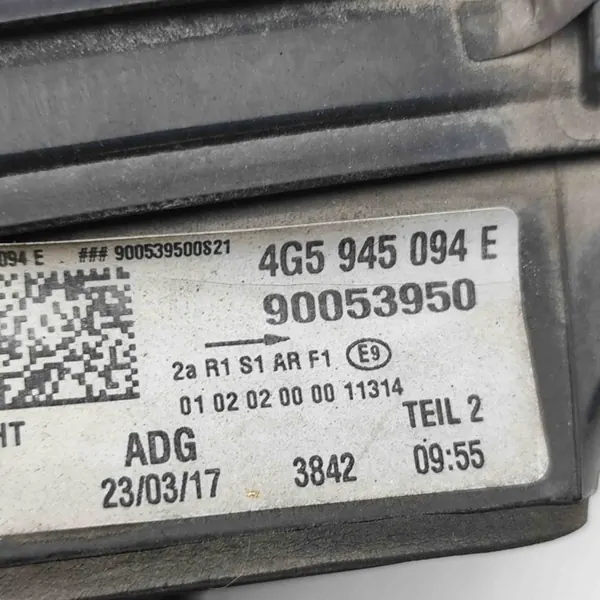 094 E ### 900539500821
4G5 945 094 E
90053950
2a R1 S1 AR F1 E9
01 02 02 00 00 11314
HT
ADG
TEIL 2
23/03/17
3842
09:55